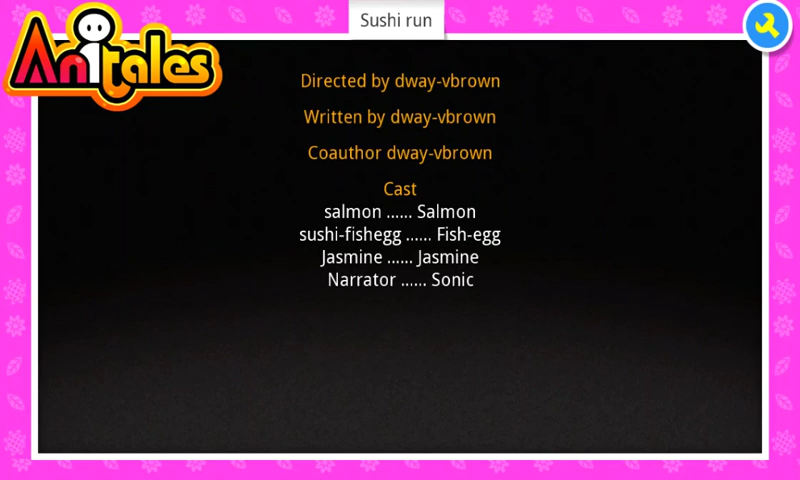 Sushi run
Anitales
Directed by dway-vbrown
Written by dway-vbrown
Coauthor dway-vbrown
Cast
salmon ...... Salmon
sushi-fishegg ...... Fish-egg
Jasmine ...... Jasmine
Narrator ...... Sonic